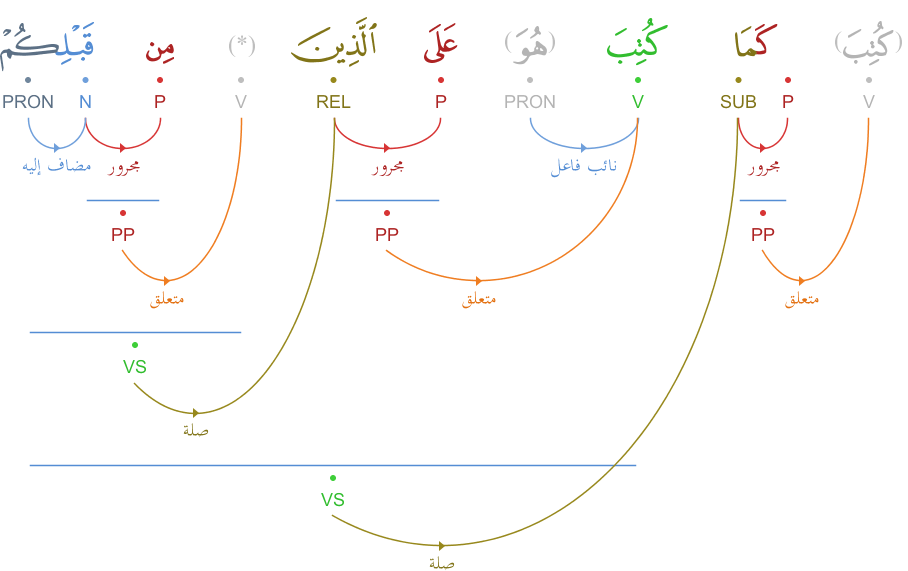 (كُتِبَ) كَمَا كُتِبَ (هُوَ) عَلَى ٱلَّذِينَ (*) مِن قَبْلِكُمْ
V P SUB V PRON P REL V P N PRON
مجرور نائب فاعل مجرور مجرور مضاف إليه
PP PP PP
متعلق متعلق متعلق
VS
صلة
VS
صلة